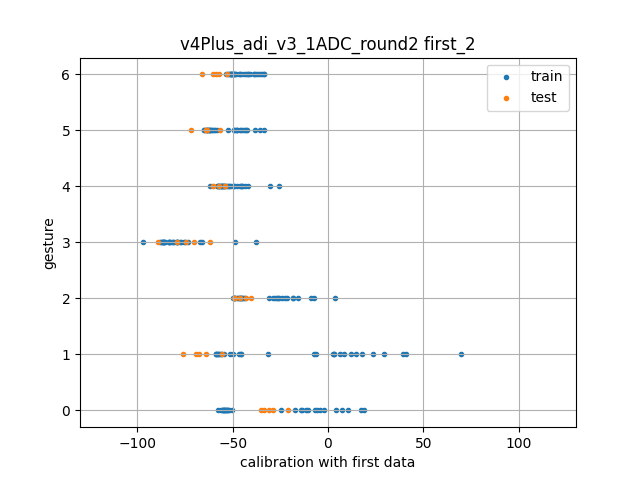 v4Plus_adi_v3_1ADC_round2 first_2
train
test
gesture
6
5
4
3
2
1
0
−100 −50 0 50 100
calibration with first data